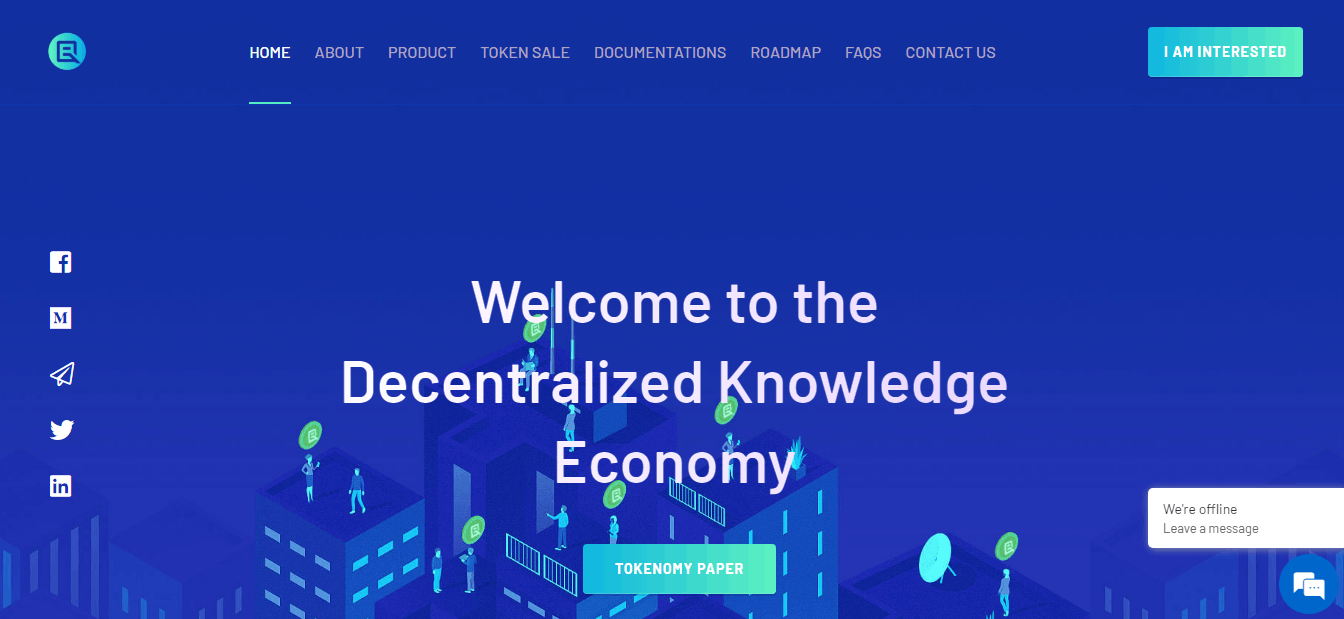 HOME ABOUT PRODUCT TOKEN SALE DOCUMENTATIONS ROADMAP FAQS CONTACT US
I AM INTERESTED
Welcome to the
Decentralized Knowledge
Economy
TOKENOMY PAPER
We're offline
Leave a message